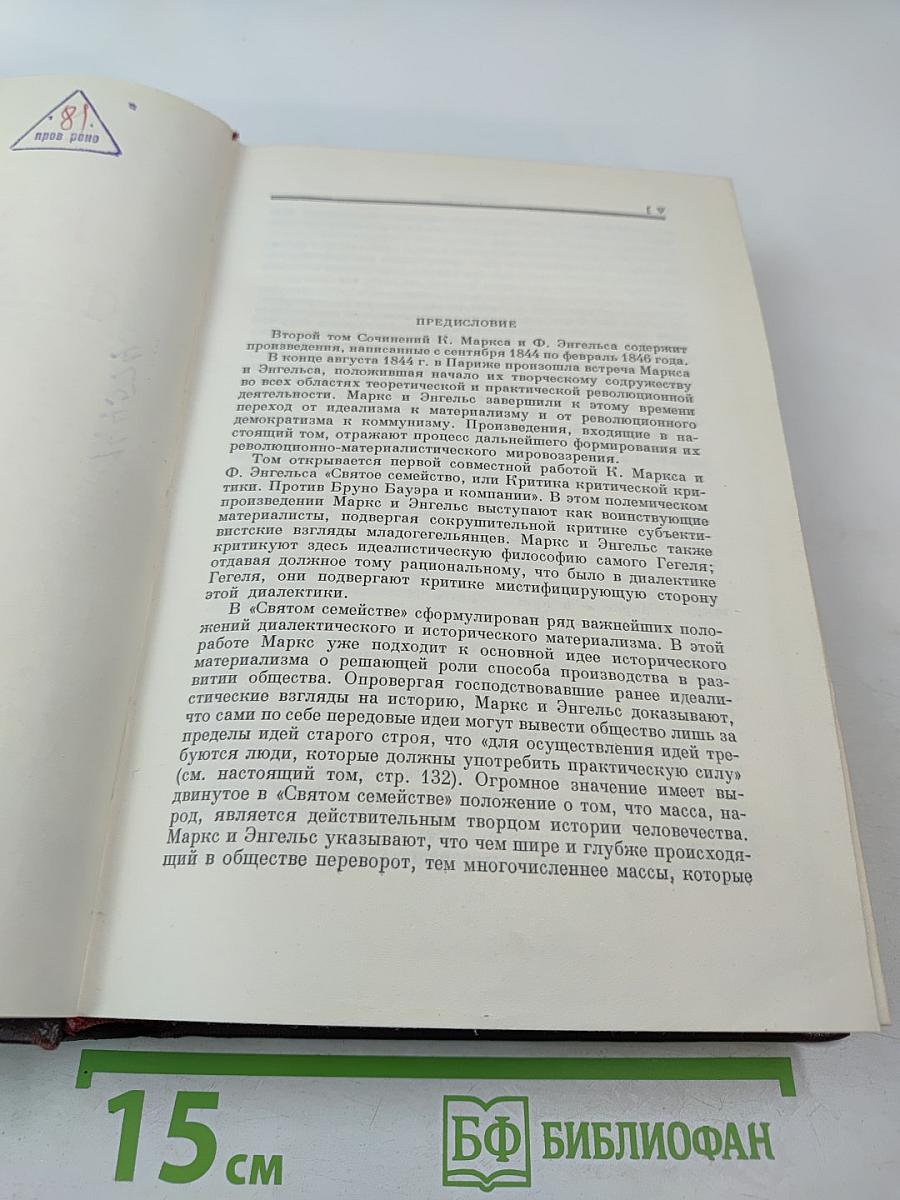 81
пров рено
V
ПРЕДИСЛОВИЕ
Второй том Сочинений К. Маркса и Ф. Энгельса содержит
произведения, написанные с сентября 1844 по февраль 1846 года.
В конце августа 1844 г. в Париже произошла встреча Маркса
и Энгельса, положившая начало их творческому содружеству
во всех областях теоретической и практической революционной
деятельности. Маркс и Энгельс завершили к этому времени
переход от идеализма к материализму и от революционного
демократизма к коммунизму. Произведения, входящие в на-
стоящий том, отражают процесс дальнейшего формирования их
революционно-материалистического мировоззрения.
Том открывается первой совместной работой К. Маркса и
Ф. Энгельса «Святое семейство, или Критика критической кри-
тики. Против Бруно Бауэра и компании». В этом полемическом
произведении Маркс и Энгельс выступают как воинствующие
материалисты, подвергая сокрушительной критике субъекти-
вистские взгляды младогегельянцев. Маркс и Энгельс также
критикуют здесь идеалистическую философию самого Гегеля;
отдавая должное тому рациональному, что было в диалектике
Гегеля, они подвергают критике мистифицирующую сторону
этой диалектики.
В «Святом семействе» сформулирован ряд важнейших поло-
жений диалектического и исторического материализма. В этой
работе Маркс уже подходит к основной идее исторического
материализма о решающей роли способа производства в раз-
витии общества. Опровергая господствовавшие ранее идеали-
стические взгляды на историю, Маркс и Энгельс доказывают,
что сами по себе передовые идеи могут вывести общество лишь за
пределы идей старого строя, что «для осуществления идей тре-
буются люди, которые должны употребить практическую силу»
(см. настоящий том, стр. 132). Огромное значение имеет вы-
двинутое в «Святом семействе» положение о том, что масса, на-
род, является действительным творцом истории человечества.
Маркс и Энгельс указывают, что чем шире и глубже происходя-
щий в обществе переворот, тем многочисленнее массы, которые
15 см
БФ БИБЛИОФАН